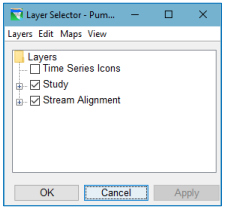 Layer Selector - Pum...
Layers Edit Maps View
Layers
Time Series Icons
Study
Stream Alignment
OK Cancel Apply